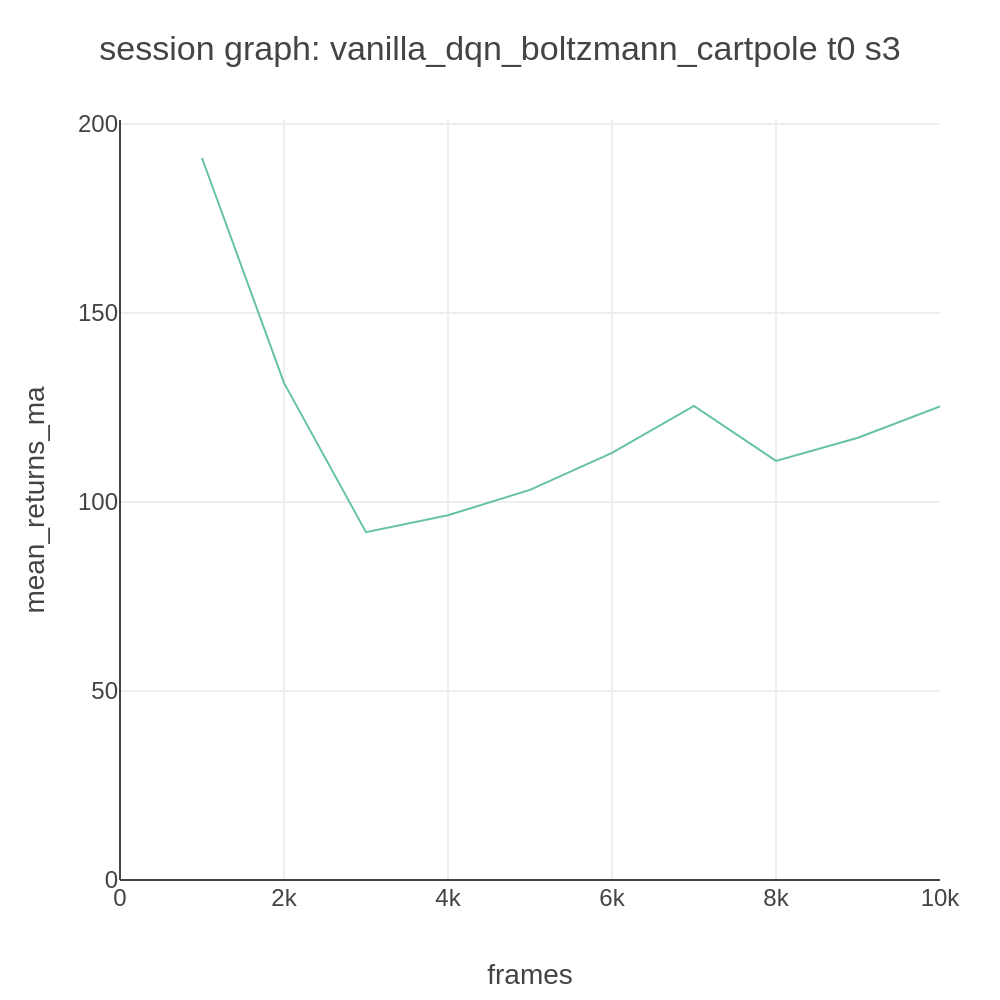 session graph: vanilla_dqn_boltzmann_cartpole t0 s3
200
150
100
50
0
mean_returns_ma
0 2k 4k 6k 8k 10k
frames